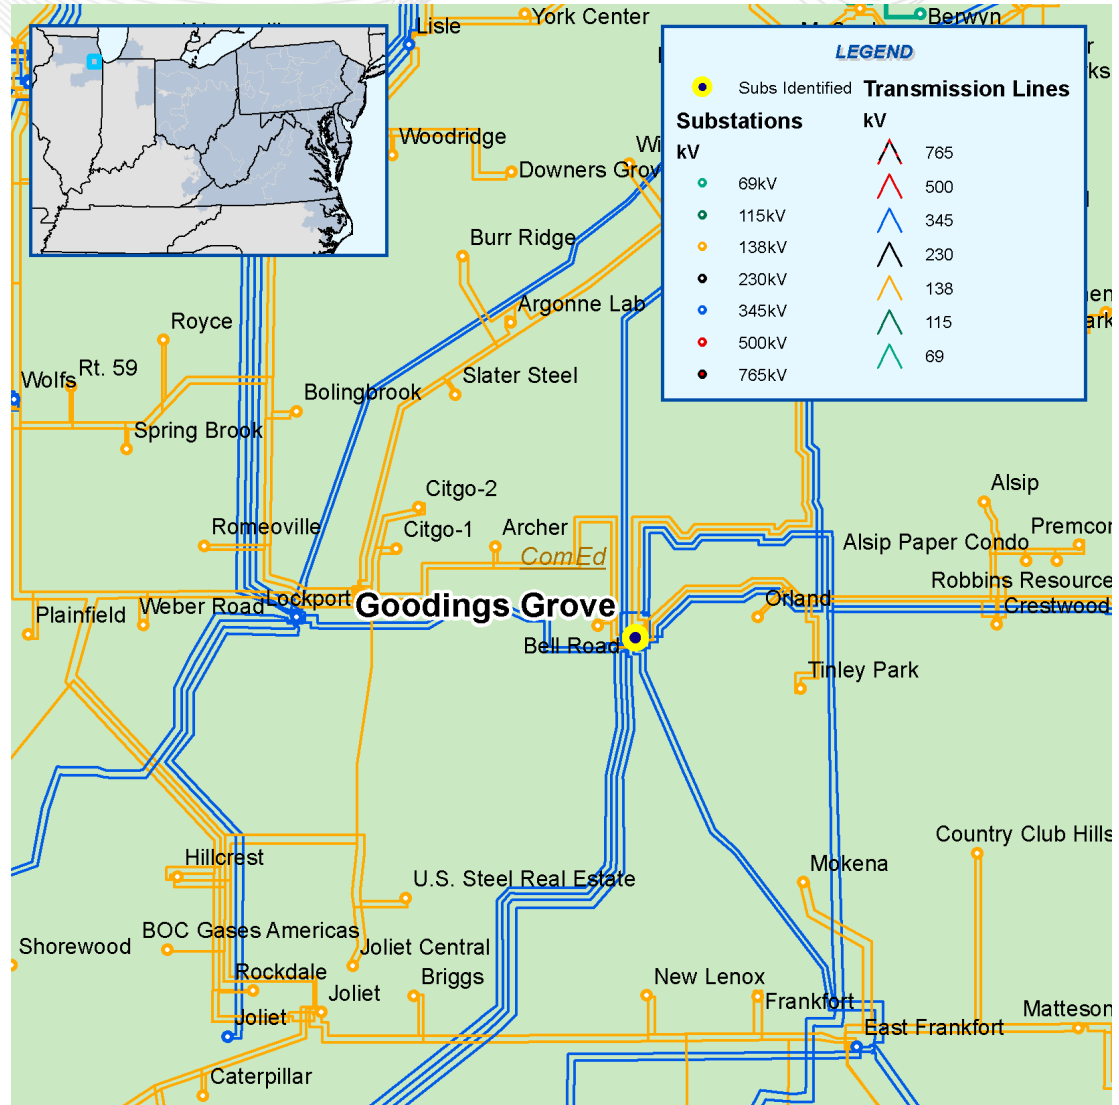 York Center
Berwyn
Lisle
LEGEND
Subs Identified
Transmission Lines
Substations
kV
kV
765
500
345
230
138
115
69
69kV
115kV
138kV
230kV
345kV
500kV
765kV
Woodridge
Downers Grov
Wi
Burr Ridge
Argonne Lab
Royce
Rt. 59
Wolfs
Slater Steel
Bolingbrook
Spring Brook
Citgo-2
Alsip
Romeoville
Citgo-1
Archer
Premcor
Alsip Paper Condo
ComEd
Robbins Resource
Plainfield
Weber Road
Lockport
Goodings Grove
Orland
Crestwood
Bell Road
Tinley Park
Country Club Hills
Hillcrest
Mokena
U.S. Steel Real Estate
BOC Gases Americas
Shorewood
Joliet Central
Rockdale
Briggs
New Lenox
Joliet
Frankfort
Matteson
Joliet
East Frankfort
Caterpillar